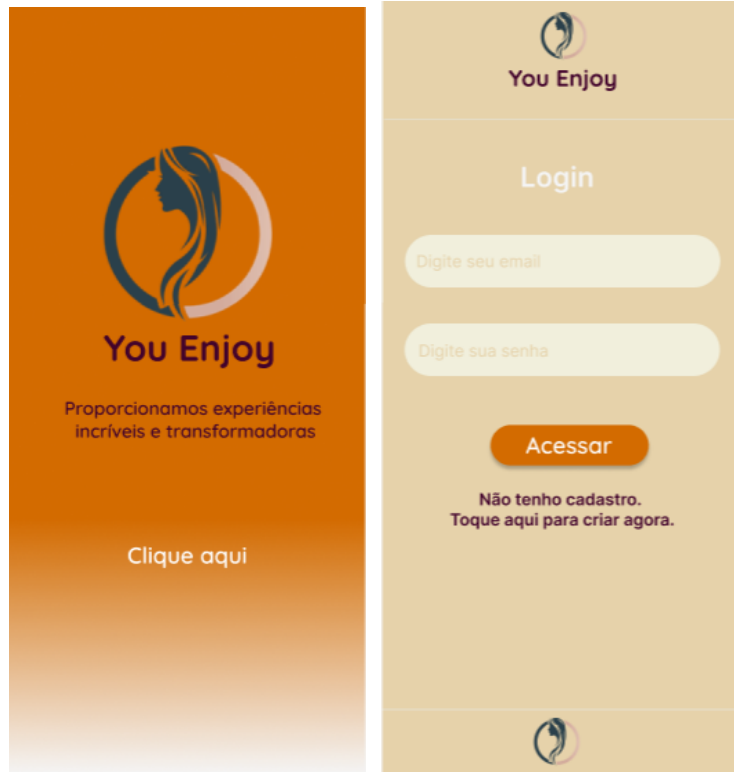 You Enjoy
Proporcionamos experiências
incríveis e transformadoras
Clique aqui
You Enjoy
Login
Digite seu email
Digite sua senha
Acessar
Não tenho cadastro.
Toque aqui para criar agora.